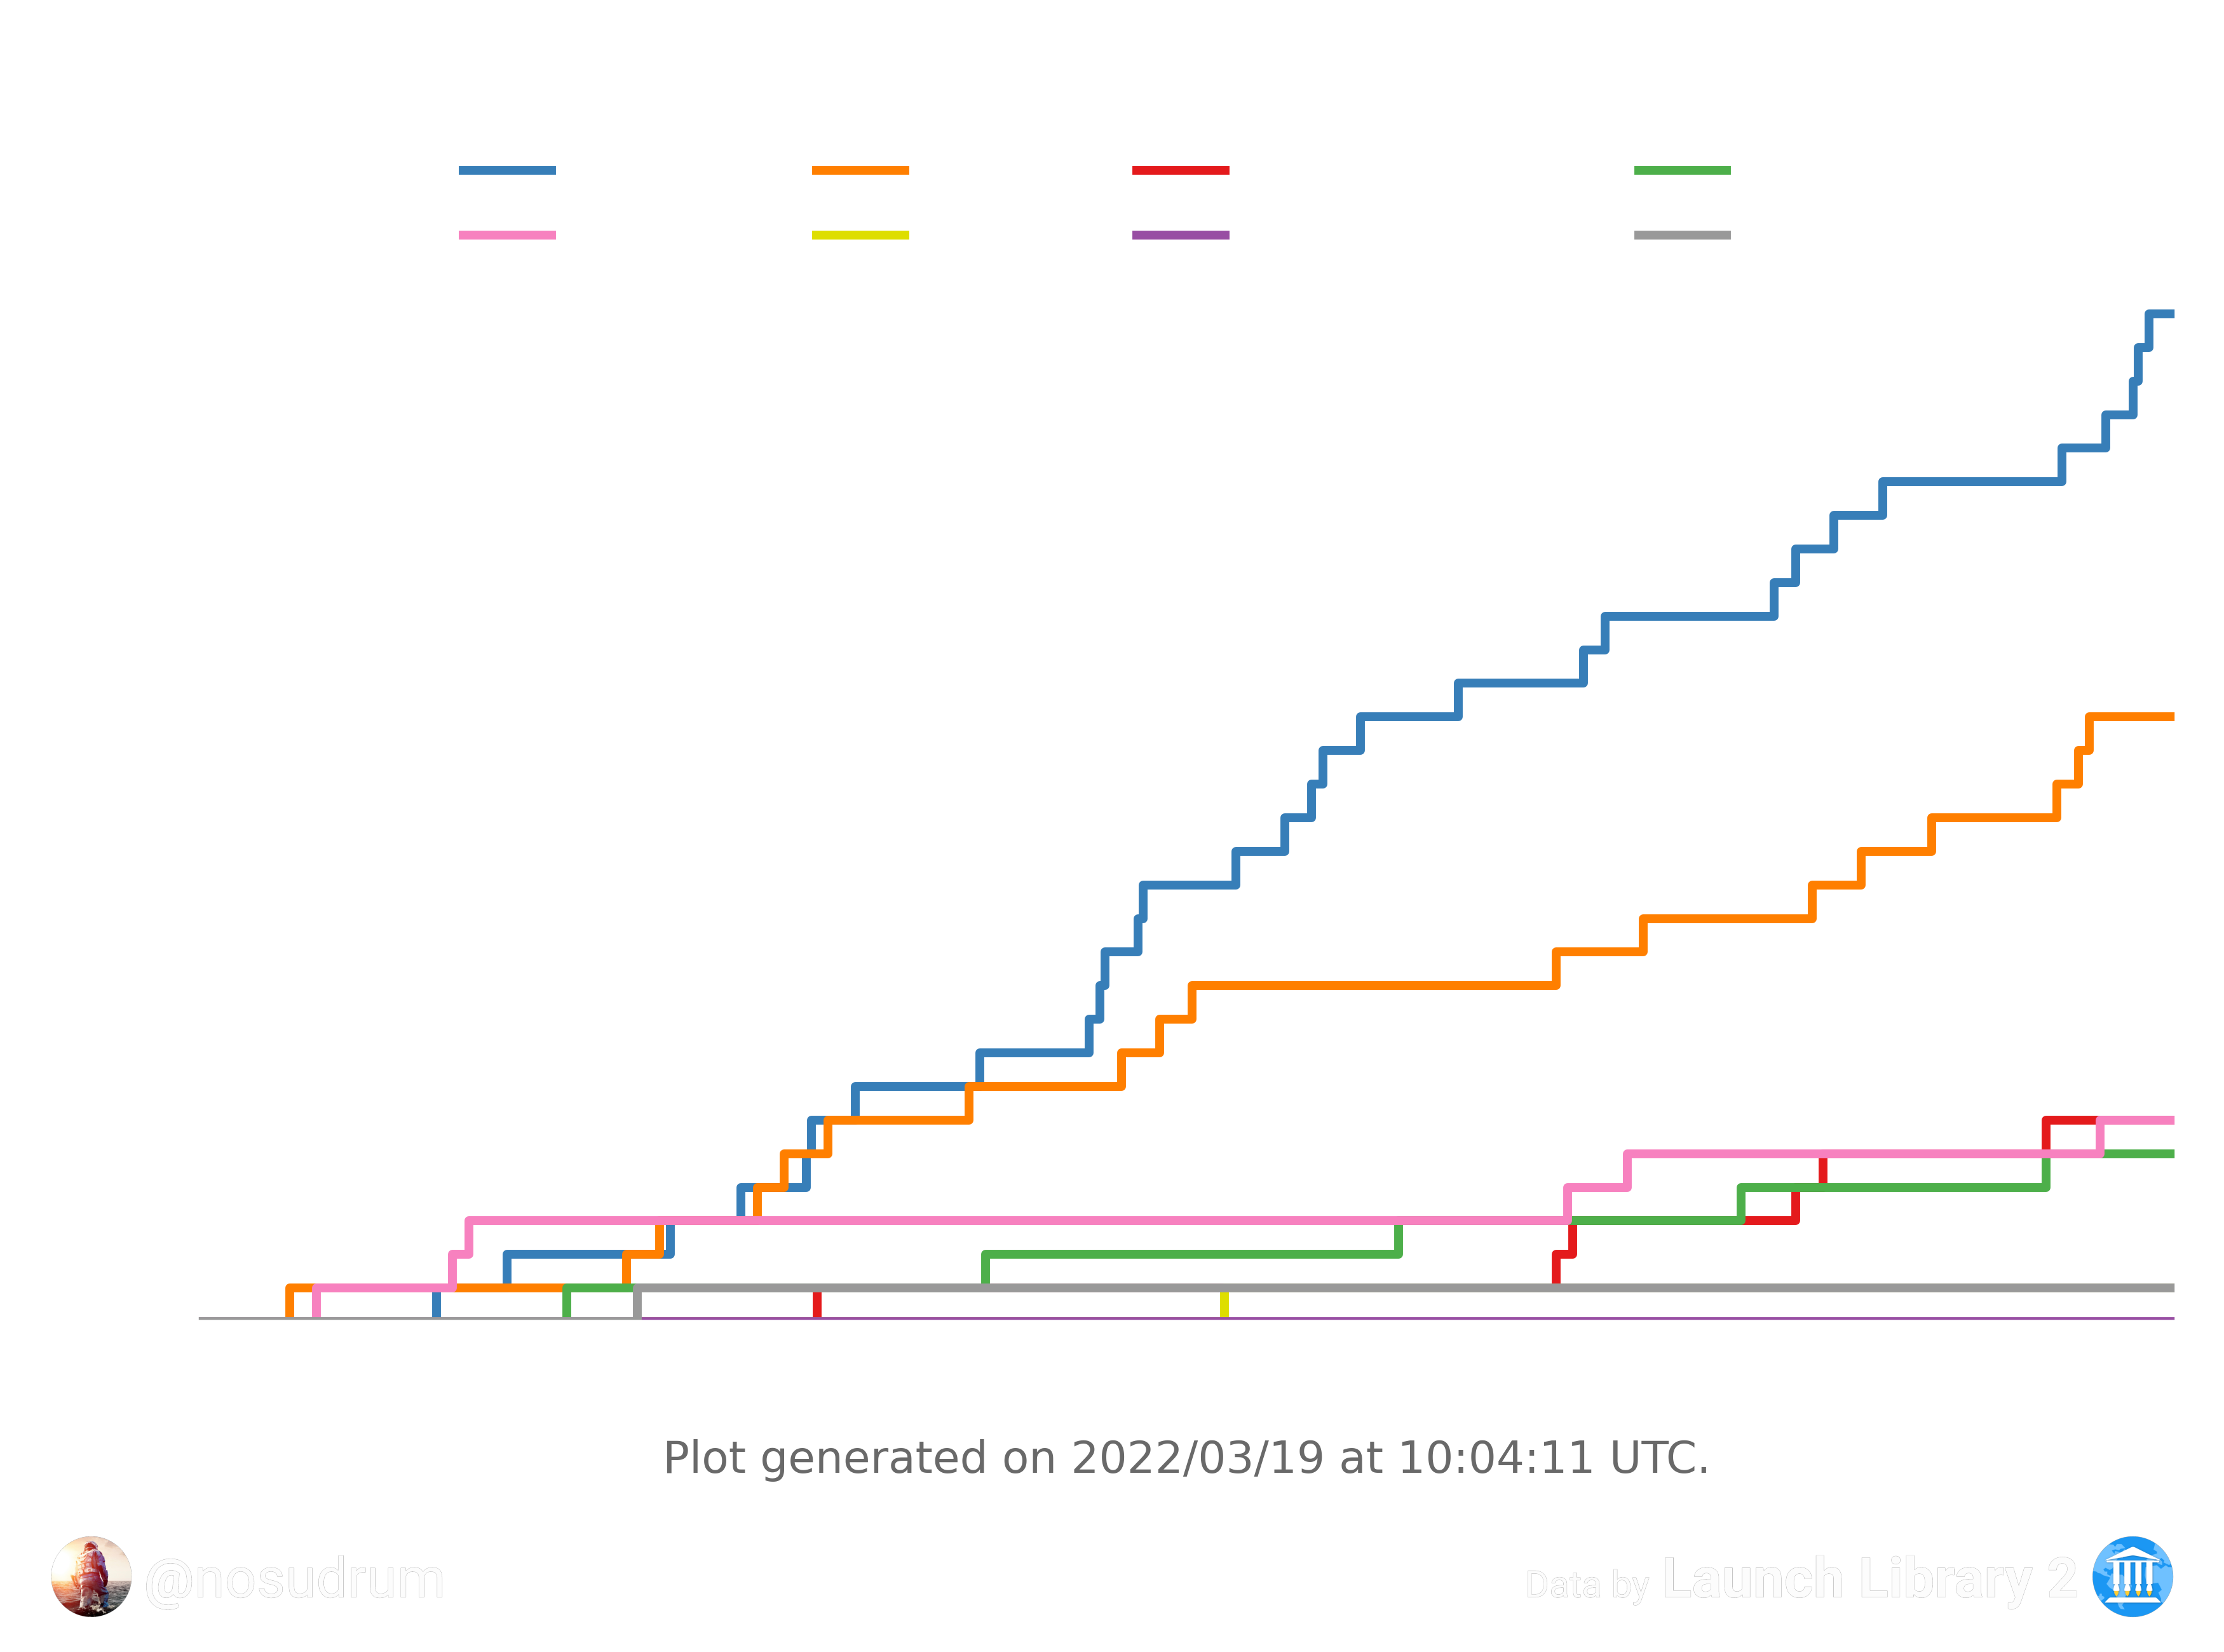 Plot generated on 2022/03/19 at 10:04:11 UTC.
@nosudrum
Data by Launch Library 2